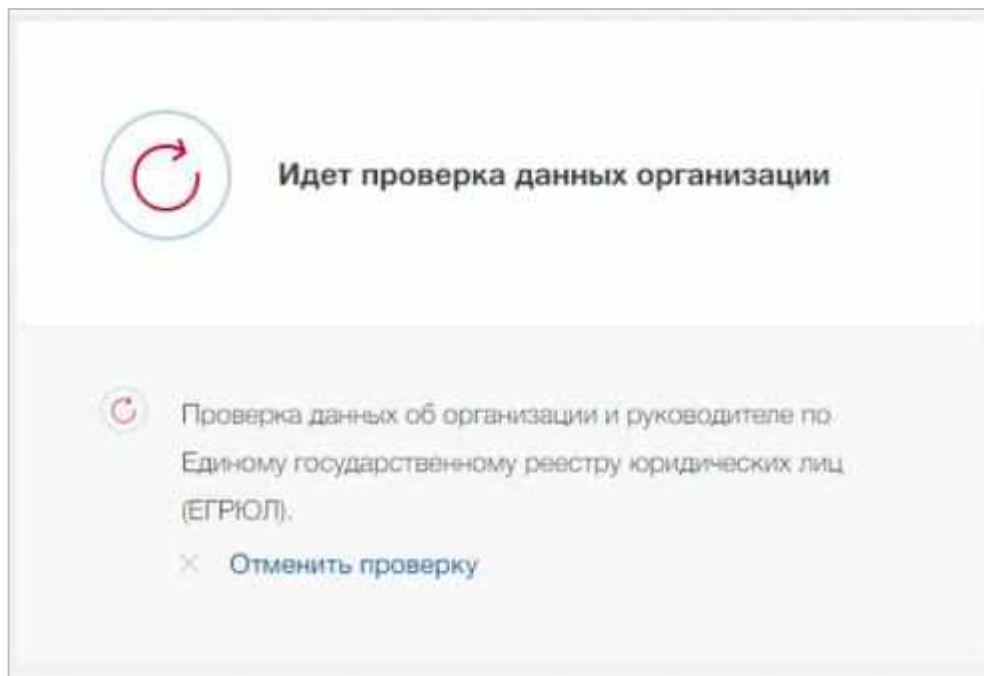 Идет проверка данных организации
Проверка данных об организации и руководителе по
Единому государственному реестру юридических лиц
(ЕГРЮЛ).
Отменить проверку